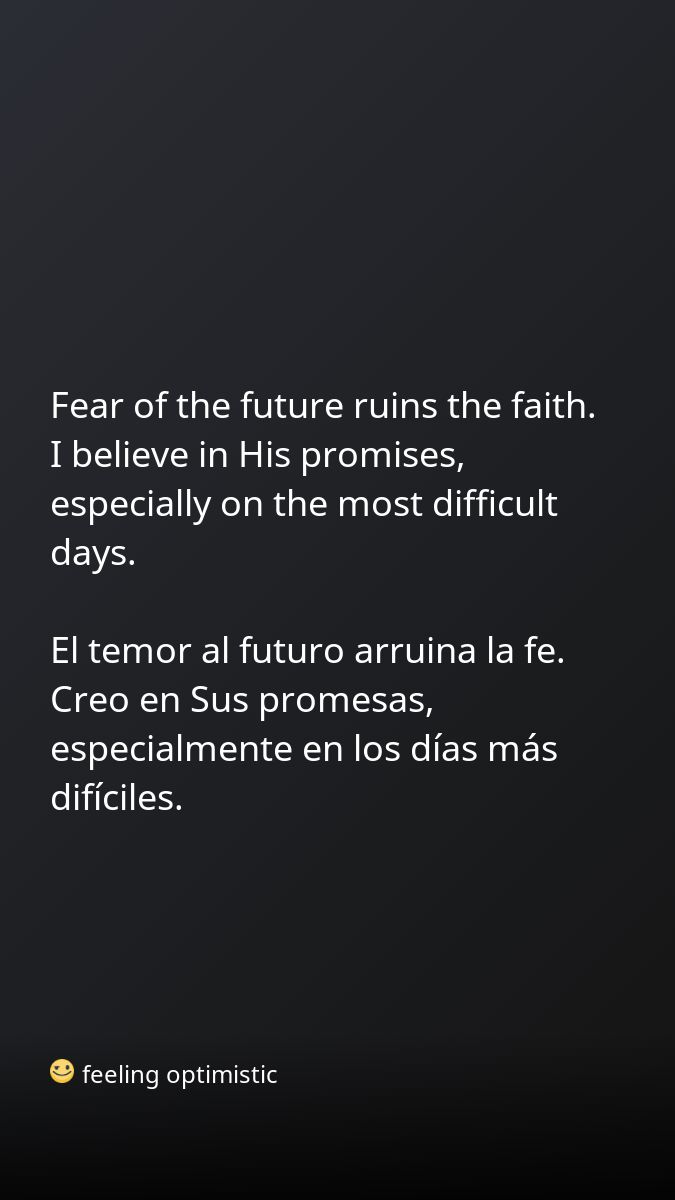 Fear of the future ruins the faith.
I believe in His promises,
especially on the most difficult
days.
El temor al futuro arruina la fe.
Creo en Sus promesas,
especialmente en los días más
difíciles.
feeling optimistic